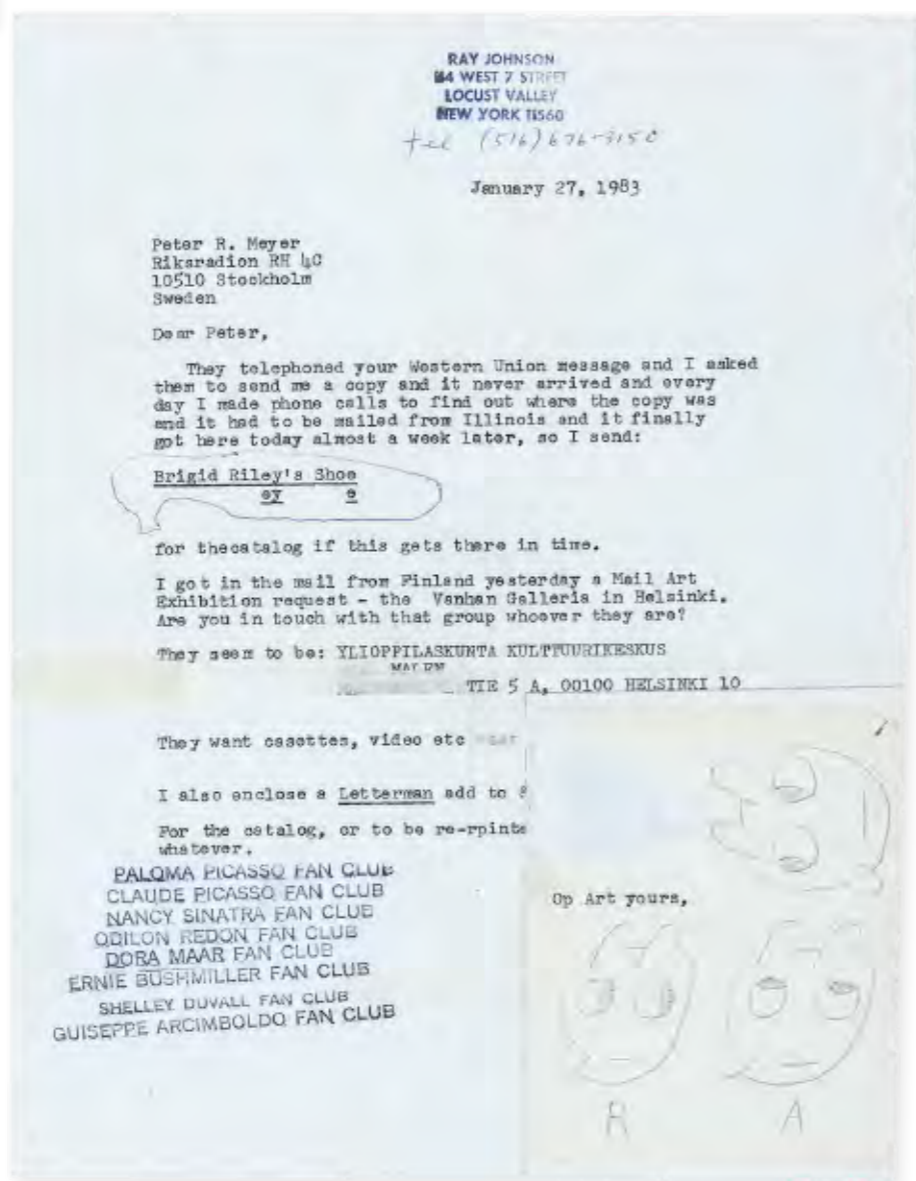 RAY JOHNSON
44 WEST 7 STREET
LOCUST VALLEY
NEW YORK 11560
tel (516) 676-3150
January 27, 1983
Peter R. Meyer
Riksradion RH 4C
10510 Stockholm
Sweden
Dear Peter,
They telephoned your Western Union message and I asked
them to send me a copy and it never arrived and every
day I made phone calls to find out where the copy was
and it had to be mailed from Illinois and it finally
got here today almost a week later, so I send:
Brigid Riley's Shoe
ey e
for thecatalog if this gets there in time.
I got in the mail from Finland yesterday a Mail Art
Exhibition request - the Vanhan Galleria in Helsinki.
Are you in touch with that group whoever they are?
They seem to be: YLIOPPILASKUNTA KULTTUURIKESKUS
TIE 5 A, 00100 HELSINKI 10
They want casettes, video etc
I also enclose a Letterman add to
For the catalog, or to be re-rpinte
whatever.
PALOMA PICASSO FAN CLUB
CLAUDE PICASSO FAN CLUB
NANCY SINATRA FAN CLUB
ODILON REDON FAN CLUB
DORA MAAR FAN CLUB
ERNIE BUSHMILLER FAN CLUB
SHELLEY DUVALL FAN CLUB
GUISEPPE ARCIMBOLDO FAN CLUB
Op Art yours,
R A